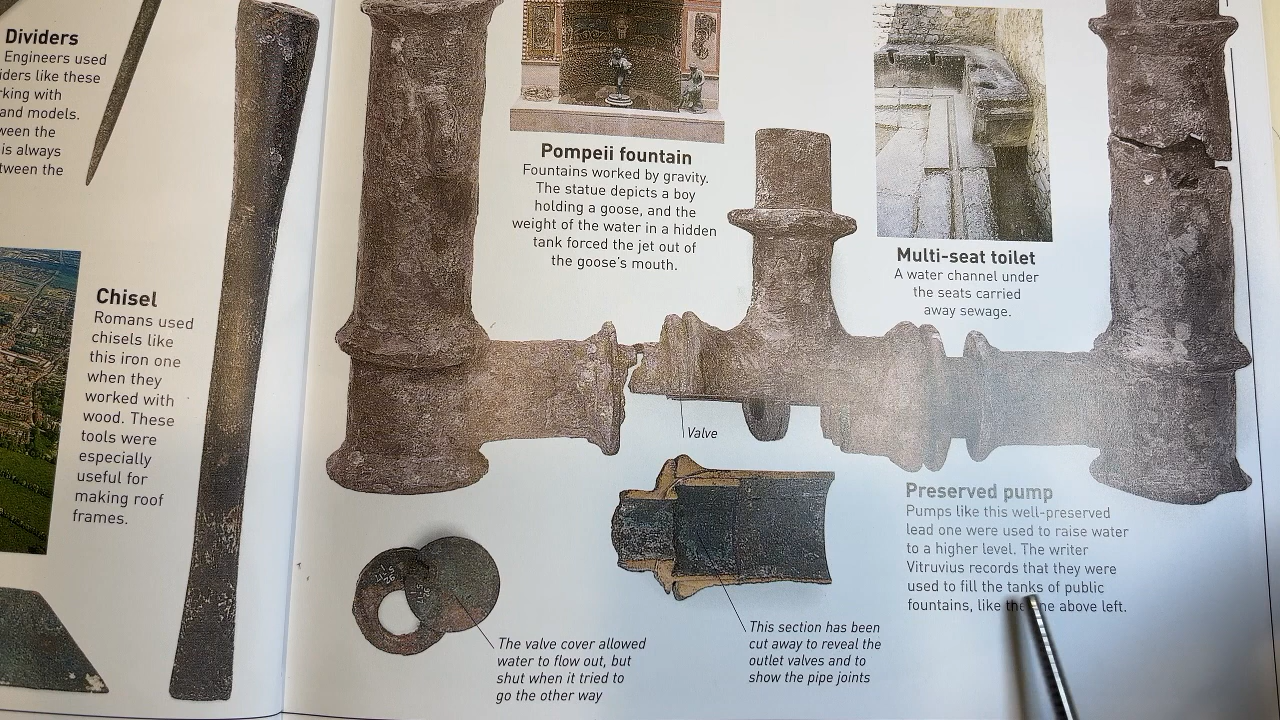 Dividers
Engineers used
iders like these
rking with
and models.
ween the
is always
tween the
Chisel
Romans used
chisels like
this iron one
when they
worked with
wood. These
tools were
especially
useful for
making roof
frames.
Pompeii fountain
Fountains worked by gravity.
The statue depicts a boy
holding a goose, and the
weight of the water in a hidden
tank forced the jet out of
the goose's mouth.
Multi-seat toilet
A water channel under
the seats carried
away sewage.
Valve
Preserved pump
Pumps like this well-preserved
lead one were used to raise water
to a higher level. The writer
Vitruvius records that they were
used to fill the tanks of public
fountains, like above left.
The valve cover allowed
water to flow out, but
shut when it tried to
go the other way
This section has been
cut away to reveal the
outlet valves and to
show the pipe joints